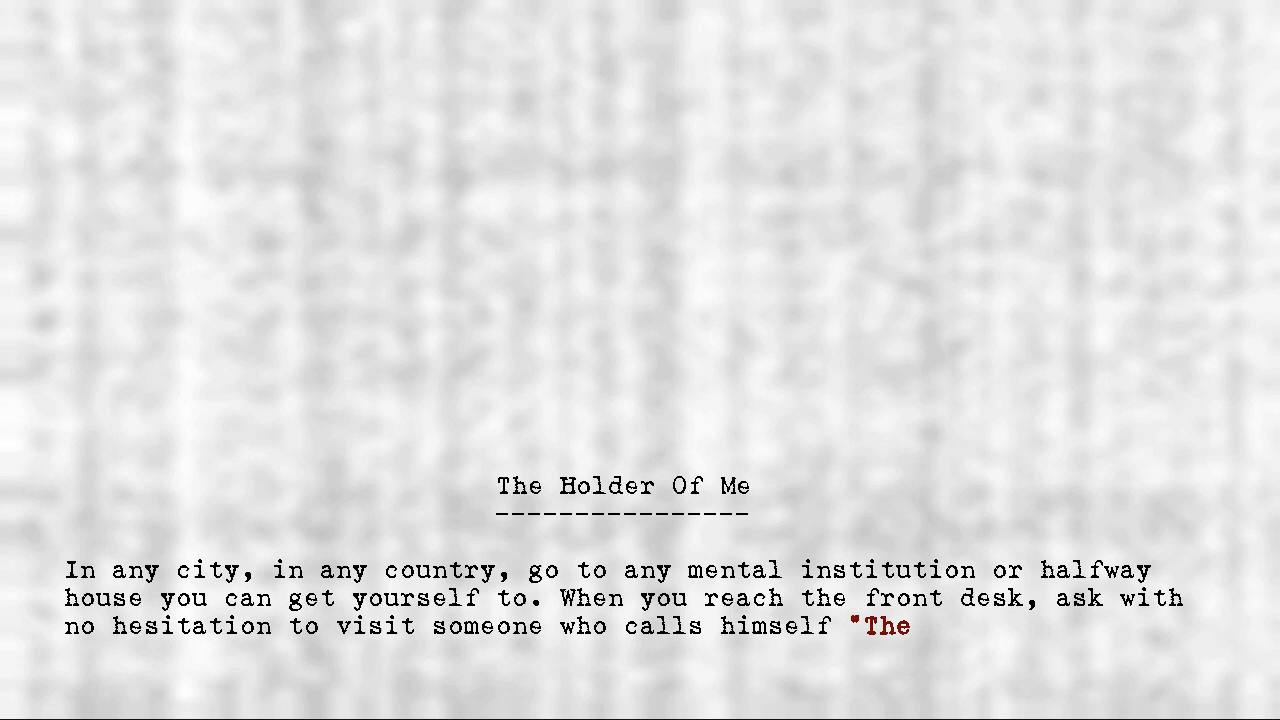 The Holder Of Me
----------------
In any city, in any country, go to any mental institution or halfway
house you can get yourself to. When you reach the front desk, ask with
no hesitation to visit someone who calls himself "The